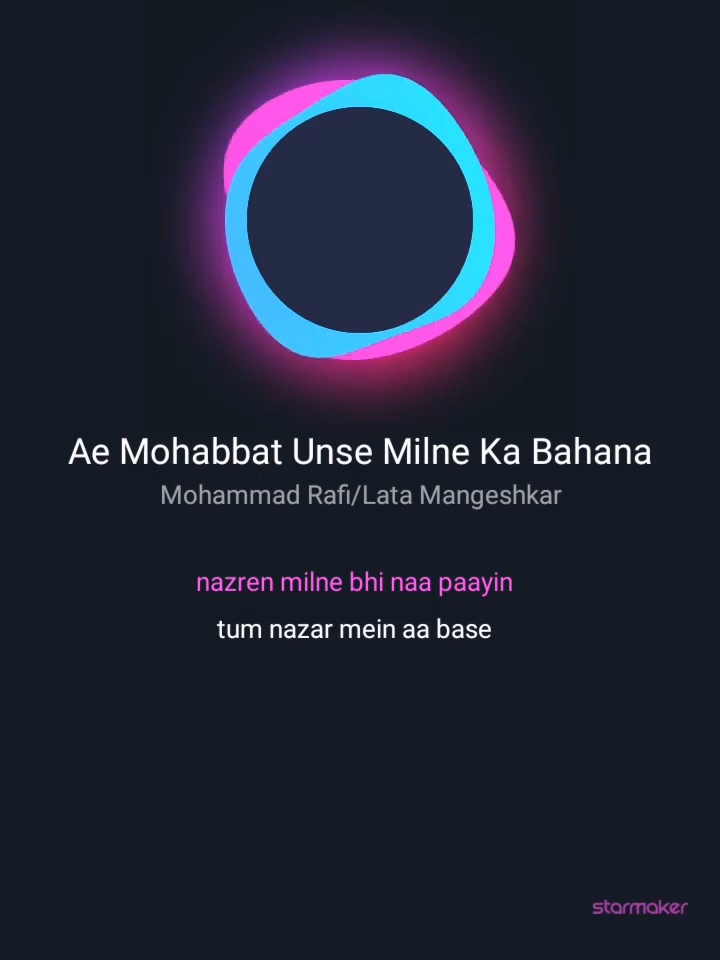 Ae Mohabbat Unse Milne Ka Bahana
Mohammad Rafi/Lata Mangeshkar
nazren milne bhi naa paayin
tum nazar mein aa base
starmaker